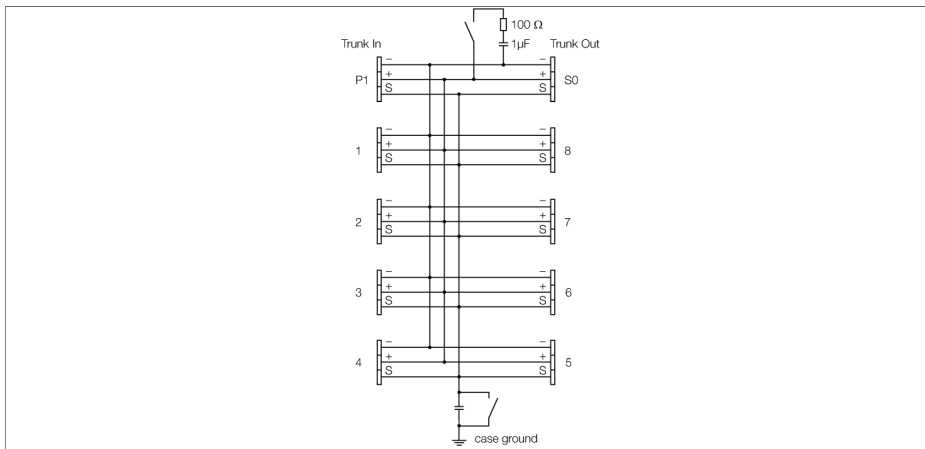 100 Ω
1µF
Trunk In
Trunk Out
P1
−
+
S
−
+
S
S0
1
−
+
S
−
+
S
8
2
−
+
S
−
+
S
7
3
−
+
S
−
+
S
6
4
−
+
S
−
+
S
5
case ground